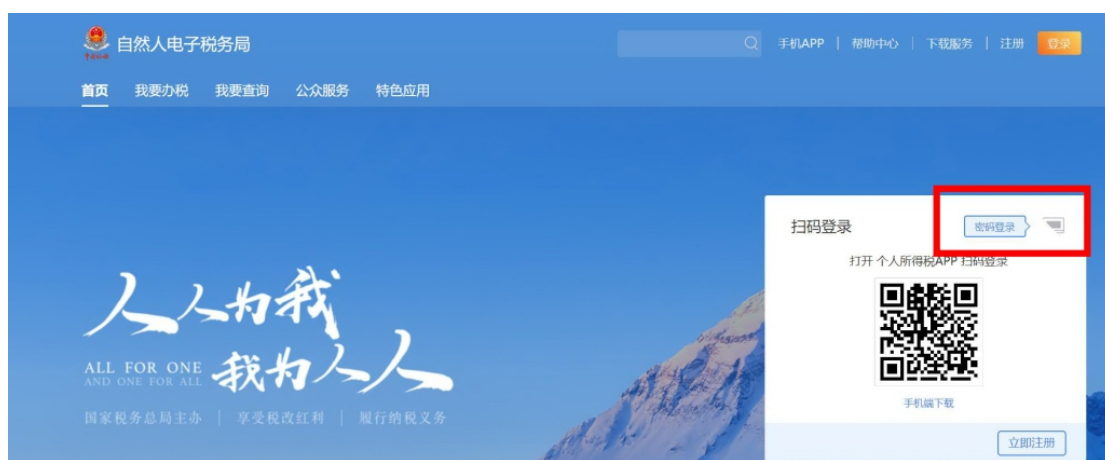 自然人电子税务局
手机APP | 帮助中心 | 下载服务 | 注册 登录
首页 我要办税 我要查询 公众服务 特色应用
扫码登录 密码登录
打开 个人所得税APP 扫码登录
人人为我
ALL FOR ONE
AND ONE FOR ALL
我为人人
手机端下载
国家税务总局主办 | 享受税改红利 | 履行纳税义务
立即注册